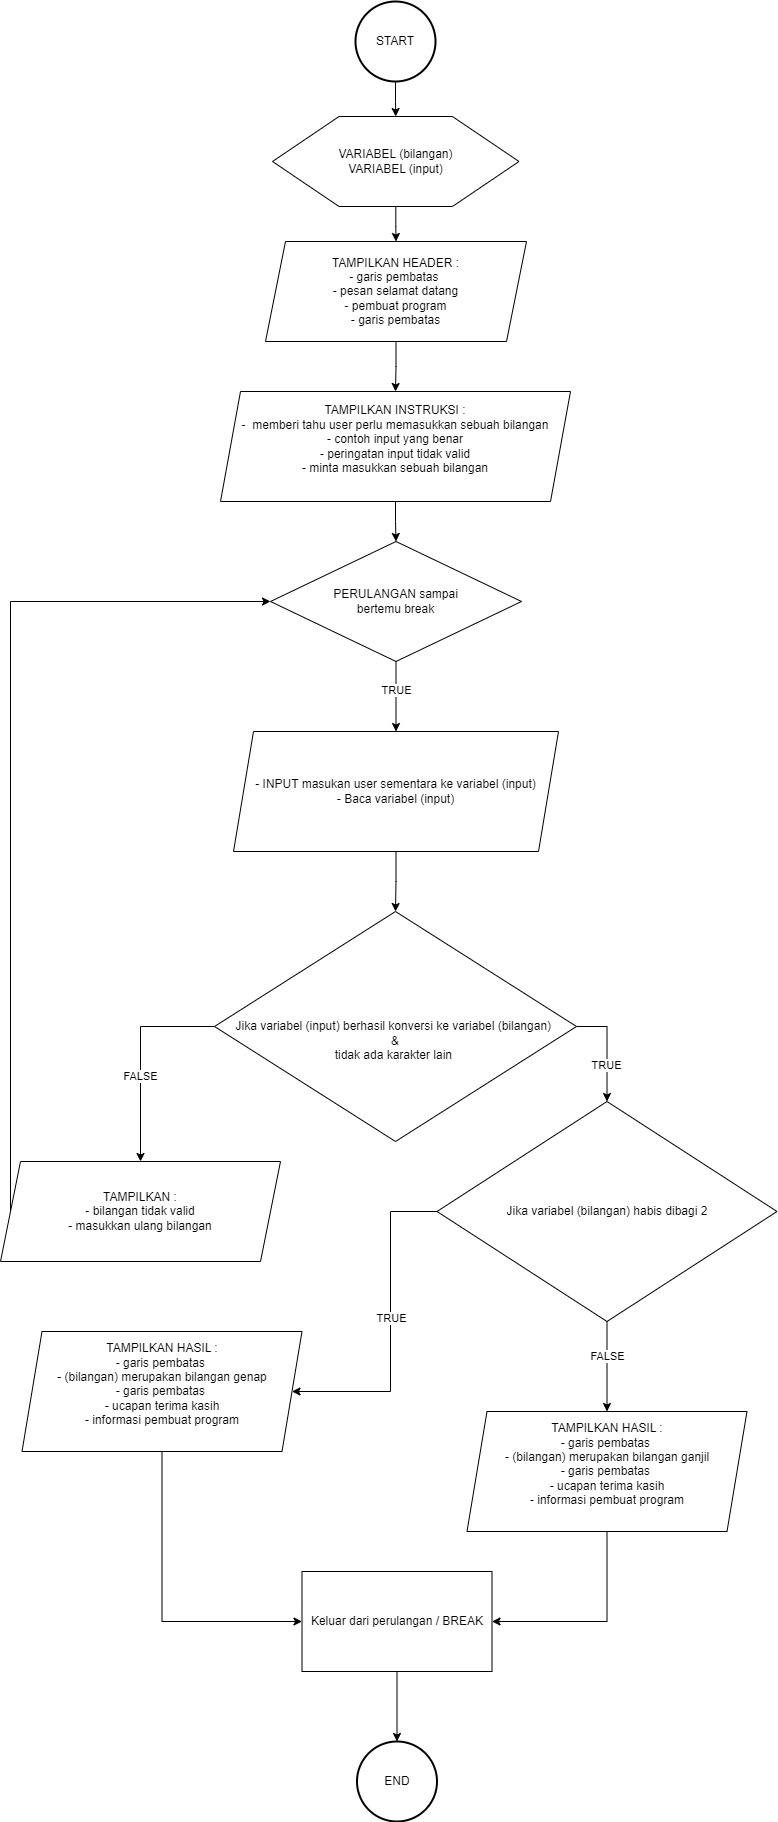 START
VARIABEL (bilangan)
VARIABEL (input)
TAMPILKAN HEADER :
- garis pembatas
- pesan selamat datang
- pembuat program
- garis pembatas
TAMPILKAN INSTRUKSI :
- memberi tahu user perlu memasukkan sebuah bilangan
- contoh input yang benar
- peringatan input tidak valid
- minta masukkan sebuah bilangan
PERULANGAN sampai
bertemu break
TRUE
- INPUT masukan user sementara ke variabel (input)
- Baca variabel (input)
Jika variabel (input) berhasil konversi ke variabel (bilangan)
&
tidak ada karakter lain
FALSE
TRUE
TAMPILKAN :
- bilangan tidak valid
- masukkan ulang bilangan
Jika variabel (bilangan) habis dibagi 2
TRUE
FALSE
TAMPILKAN HASIL :
- garis pembatas
- (bilangan) merupakan bilangan genap
- garis pembatas
- ucapan terima kasih
- informasi pembuat program
TAMPILKAN HASIL :
- garis pembatas
- (bilangan) merupakan bilangan ganjil
- garis pembatas
- ucapan terima kasih
- informasi pembuat program
Keluar dari perulangan / BREAK
END